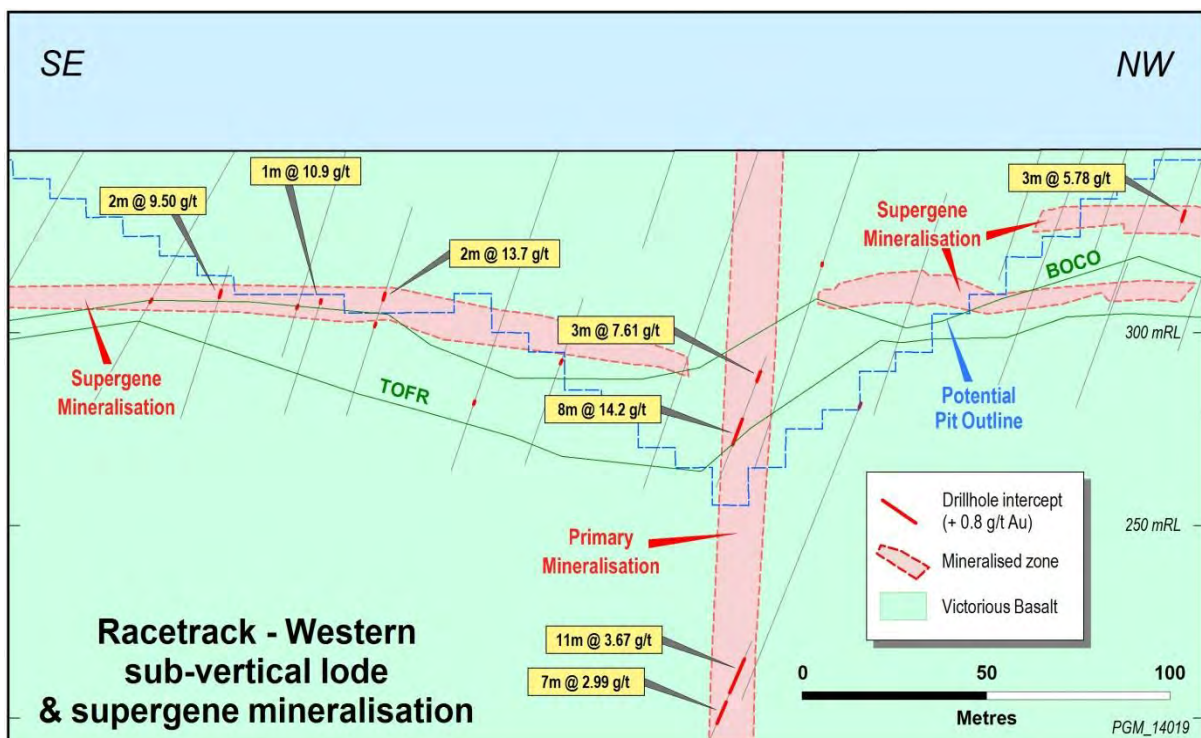 SE
NW
1m @ 10.9 g/t
2m @ 9.50 g/t
3m @ 5.78 g/t
2m @ 13.7 g/t
Supergene
Mineralisation
BOCO
3m @ 7.61 g/t
300 mRL
Supergene
Mineralisation
TOFR
8m @ 14.2 g/t
Potential
Pit Outline
Primary
Mineralisation
250 mRL
Drillhole intercept
(+ 0.8 g/t Au)
Mineralised zone
Victorious Basalt
Racetrack - Western
sub-vertical lode
& supergene mineralisation
11m @ 3.67 g/t
7m @ 2.99 g/t
0 50 100
Metres
PGM_14019